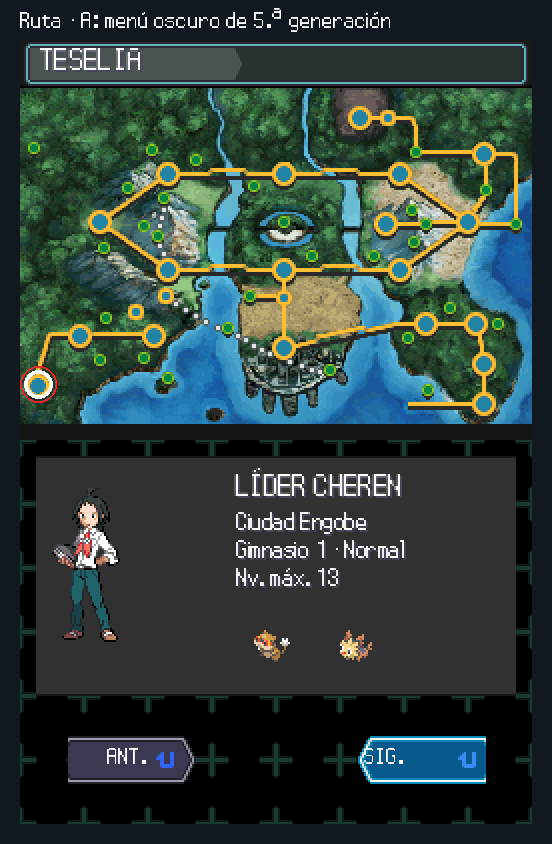 Ruta · A: menú oscuro de 5.ª generación
TESELIA
LÍDER CHEREN
Ciudad Engobe
Gimnasio 1 · Normal
Nv. máx. 13
ANT.
SIG.